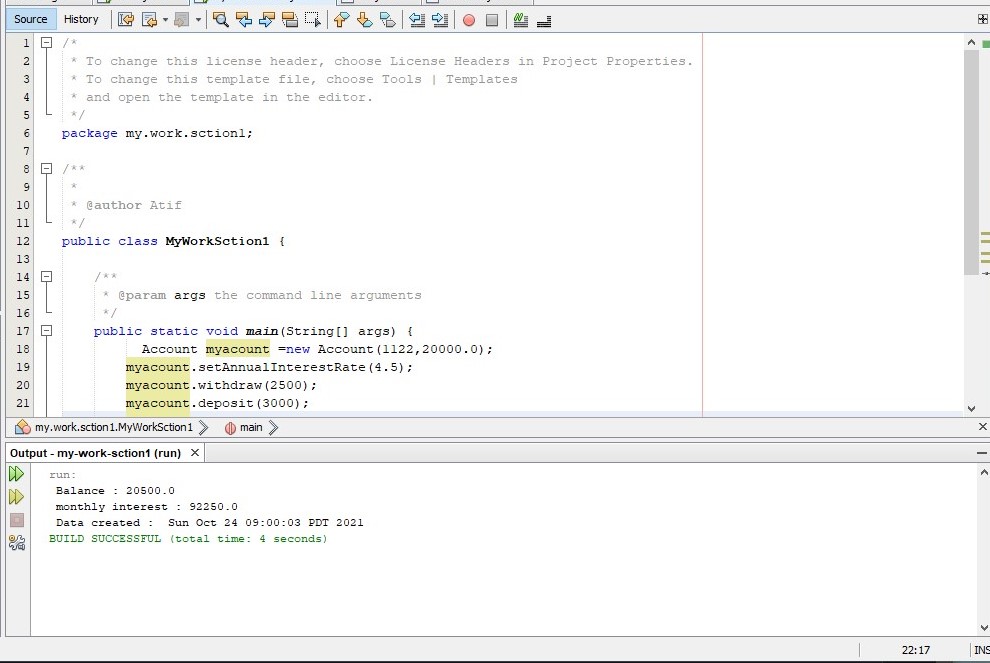 Source History
1 /*
2 * To change this license header, choose License Headers in Project Properties.
3 * To change this template file, choose Tools | Templates
4 * and open the template in the editor.
5 */
6 package my.work.sction1;
7
8 /**
9 *
10 * @author Atif
11 */
12 public class MyWorkSction1 {
13
14 /**
15 * @param args the command line arguments
16 */
17 public static void main(String[] args) {
18 Account myacount =new Account(1122,20000.0);
19 myacount.setAnnualInterestRate(4.5);
20 myacount.withdraw(2500);
21 myacount.deposit(3000);
my.work.sction1.MyWorkSction1 main
Output - my-work-sction1 (run)
run:
Balance : 20500.0
monthly interest : 92250.0
Data created : Sun Oct 24 09:00:03 PDT 2021
BUILD SUCCESSFUL (total time: 4 seconds)
22:17 INS